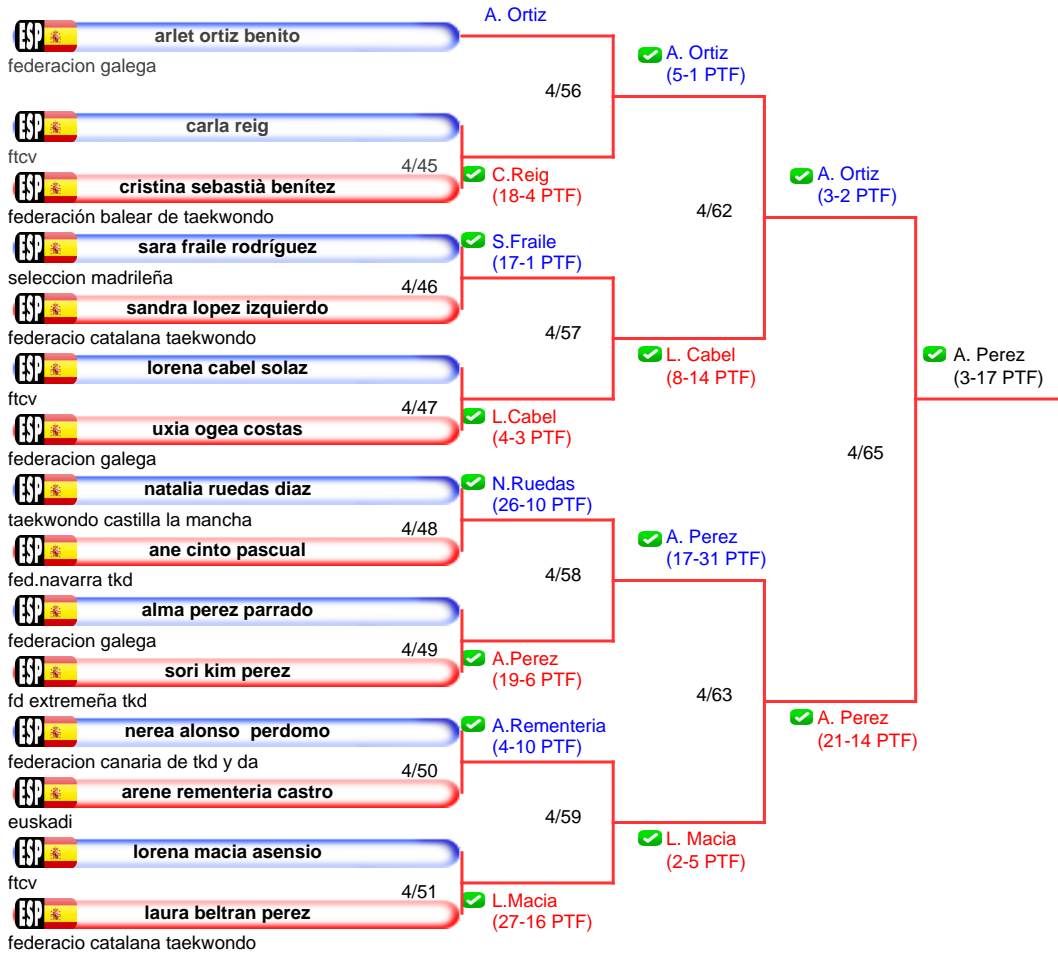 A. Ortiz
ESP arlet ortiz benito
federacion galega
A. Ortiz
(5-1 PTF)
4/56
ESP carla reig
ftcv
4/45
C.Reig
(18-4 PTF)
ESP cristina sebastià benítez
federación balear de taekwondo
A. Ortiz
(3-2 PTF)
4/62
ESP sara fraile rodríguez
S.Fraile
(17-1 PTF)
seleccion madrileña
4/46
ESP sandra lopez izquierdo
federacio catalana taekwondo
4/57
L. Cabel
(8-14 PTF)
ESP lorena cabel solaz
ftcv
4/47
L.Cabel
(4-3 PTF)
ESP uxia ogea costas
federacion galega
A. Perez
(3-17 PTF)
4/65
ESP natalia ruedas diaz
N.Ruedas
(26-10 PTF)
taekwondo castilla la mancha
4/48
ESP ane cinto pascual
fed.navarra tkd
A. Perez
(17-31 PTF)
4/58
ESP alma perez parrado
federacion galega
4/49
A.Perez
(19-6 PTF)
ESP sori kim perez
fd extremeña tkd
4/63
A. Perez
(21-14 PTF)
ESP nerea alonso perdomo
A.Rementeria
(4-10 PTF)
federacion canaria de tkd y da
4/50
ESP arene rementeria castro
euskadi
4/59
L. Macia
(2-5 PTF)
ESP lorena macia asensio
ftcv
4/51
L.Macia
(27-16 PTF)
ESP laura beltran perez
federacio catalana taekwondo